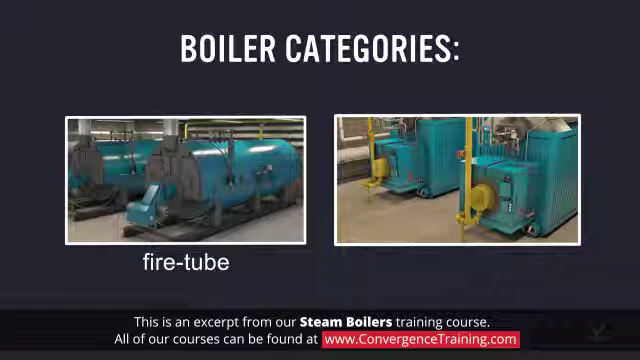 BOILER CATEGORIES:
fire-tube
This is an excerpt from our Steam Boilers training course.
All of our courses can be found at www.ConvergenceTraining.com